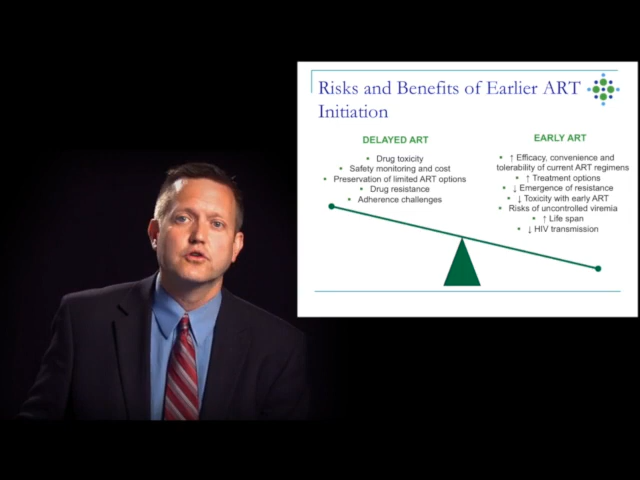 Risks and Benefits of Earlier ART
Initiation
DELAYED ART
▪ Drug toxicity
▪ Safety monitoring and cost
▪ Preservation of limited ART options
▪ Drug resistance
▪ Adherence challenges
EARLY ART
▪ ↑ Efficacy, convenience and
tolerability of current ART regimens
▪ ↑ Treatment options
▪ ↓ Emergence of resistance
▪ ↓ Toxicity with early ART
▪ Risks of uncontrolled viremia
▪ ↑ Life span
▪ ↓ HIV transmission